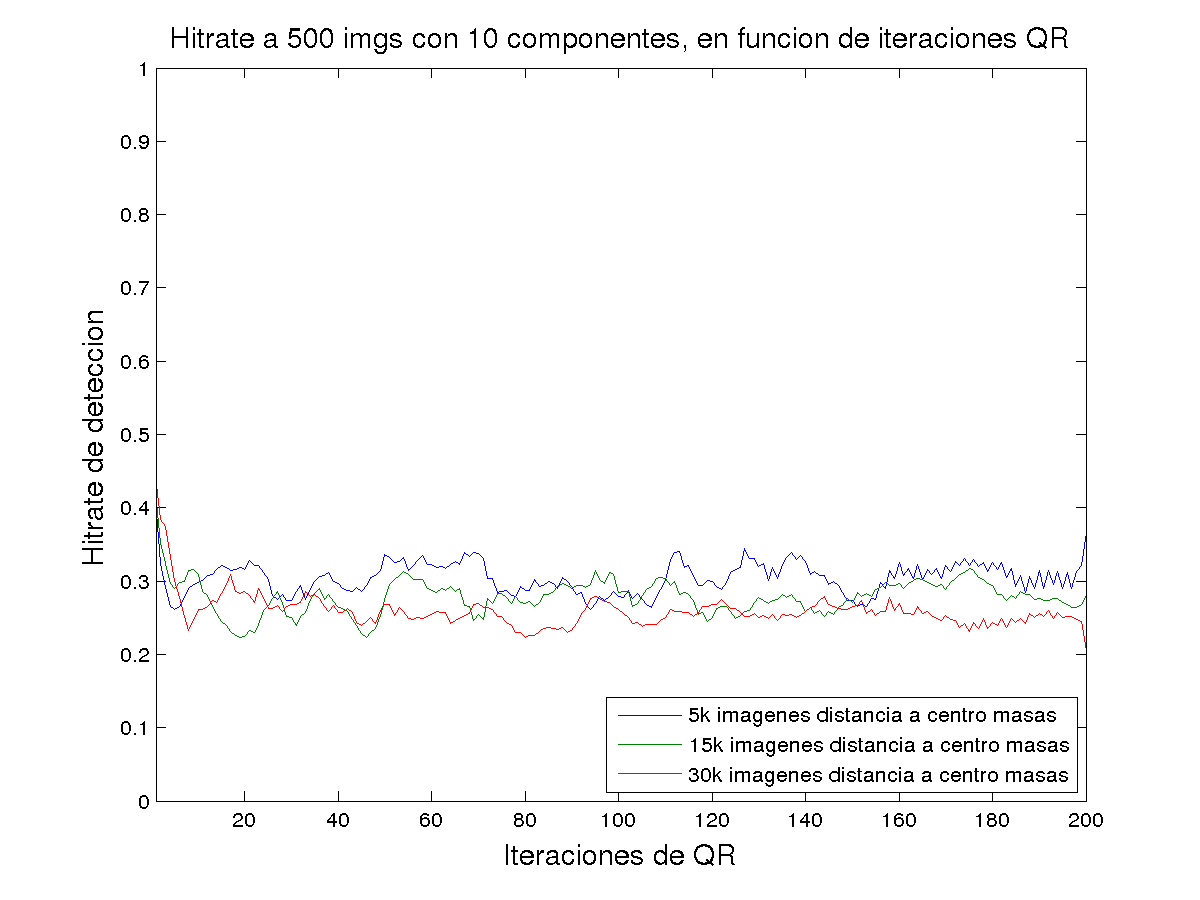 Hitrate a 500 imgs con 10 componentes, en funcion de iteraciones QR
1
0.9
0.8
0.7
0.6
0.5
0.4
0.3
0.2
0.1
0
Hitrate de deteccion
5k imagenes distancia a centro masas
15k imagenes distancia a centro masas
30k imagenes distancia a centro masas
20 40 60 80 100 120 140 160 180 200
Iteraciones de QR